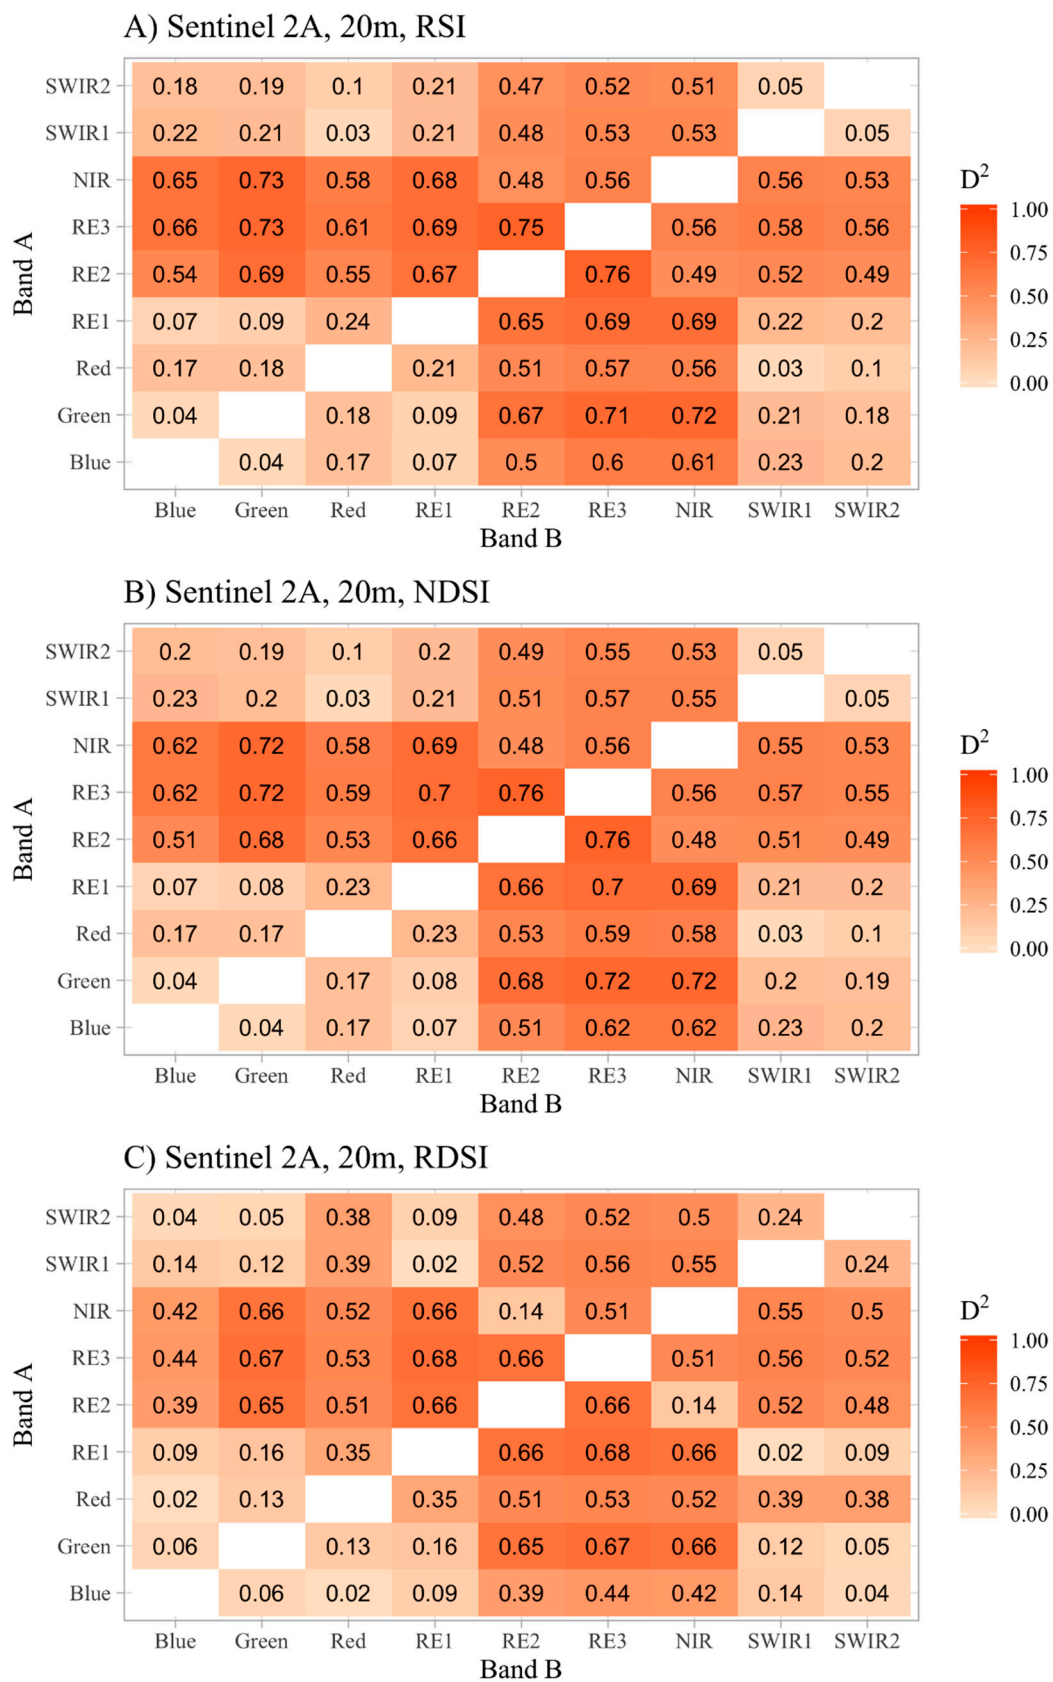 A) Sentinel 2A, 20m, RSI
SWIR2 0.18 0.19 0.1 0.21 0.47 0.52 0.51 0.05
SWIR1 0.22 0.21 0.03 0.21 0.48 0.53 0.53 0.05
NIR 0.65 0.73 0.58 0.68 0.48 0.56 0.56 0.53
RE3 0.66 0.73 0.61 0.69 0.75 0.56 0.58 0.56
RE2 0.54 0.69 0.55 0.67 0.76 0.49 0.52 0.49
RE1 0.07 0.09 0.24 0.65 0.69 0.69 0.22 0.2
Red 0.17 0.18 0.21 0.51 0.57 0.56 0.03 0.1
Green 0.04 0.18 0.09 0.67 0.71 0.72 0.21 0.18
Blue 0.04 0.17 0.07 0.5 0.6 0.61 0.23 0.2
Blue Green Red RE1 RE2 RE3 NIR SWIR1 SWIR2
Band B
Band A
D²
1.00
0.75
0.50
0.25
0.00
B) Sentinel 2A, 20m, NDSI
SWIR2 0.2 0.19 0.1 0.2 0.49 0.55 0.53 0.05
SWIR1 0.23 0.2 0.03 0.21 0.51 0.57 0.55 0.05
NIR 0.62 0.72 0.58 0.69 0.48 0.56 0.55 0.53
RE3 0.62 0.72 0.59 0.7 0.76 0.56 0.57 0.55
RE2 0.51 0.68 0.53 0.66 0.76 0.48 0.51 0.49
RE1 0.07 0.08 0.23 0.66 0.7 0.69 0.21 0.2
Red 0.17 0.17 0.23 0.53 0.59 0.58 0.03 0.1
Green 0.04 0.17 0.08 0.68 0.72 0.72 0.2 0.19
Blue 0.04 0.17 0.07 0.51 0.62 0.62 0.23 0.2
Blue Green Red RE1 RE2 RE3 NIR SWIR1 SWIR2
Band B
Band A
D²
1.00
0.75
0.50
0.25
0.00
C) Sentinel 2A, 20m, RDSI
SWIR2 0.04 0.05 0.38 0.09 0.48 0.52 0.5 0.24
SWIR1 0.14 0.12 0.39 0.02 0.52 0.56 0.55 0.24
NIR 0.42 0.66 0.52 0.66 0.14 0.51 0.55 0.5
RE3 0.44 0.67 0.53 0.68 0.66 0.51 0.56 0.52
RE2 0.39 0.65 0.51 0.66 0.66 0.14 0.52 0.48
RE1 0.09 0.16 0.35 0.66 0.68 0.66 0.02 0.09
Red 0.02 0.13 0.35 0.51 0.53 0.52 0.39 0.38
Green 0.06 0.13 0.16 0.65 0.67 0.66 0.12 0.05
Blue 0.06 0.02 0.09 0.39 0.44 0.42 0.14 0.04
Blue Green Red RE1 RE2 RE3 NIR SWIR1 SWIR2
Band B
Band A
D²
1.00
0.75
0.50
0.25
0.00